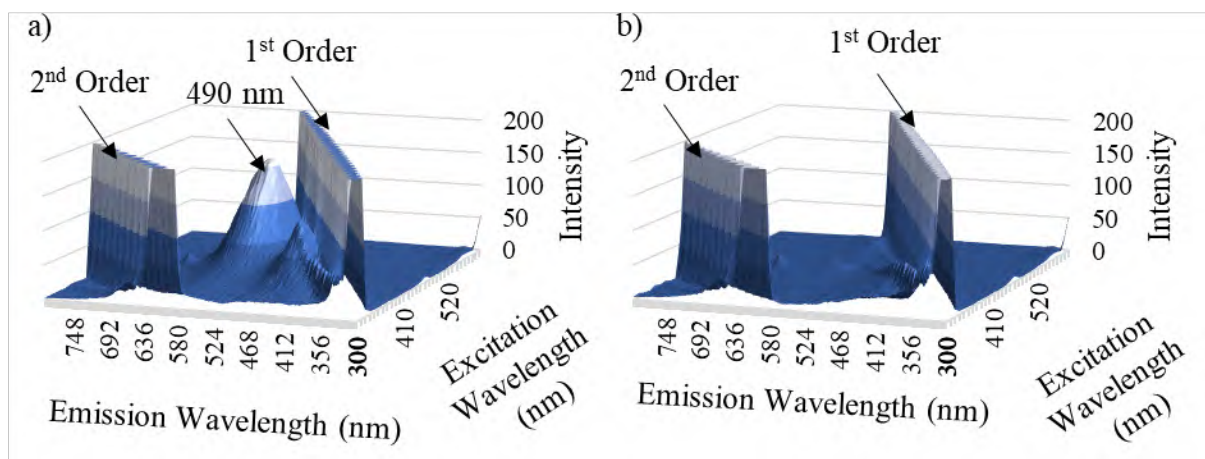 a)
1st Order
2nd Order
490 nm
200
150
100
50
0
Intensity
748
692
636
580
524
468
412
356
300
410
520
Emission Wavelength (nm)
Excitation
Wavelength
(nm)
b)
1st Order
2nd Order
200
150
100
50
0
Intensity
748
692
636
580
524
468
412
356
300
410
520
Emission Wavelength (nm)
Excitation
Wavelength
(nm)